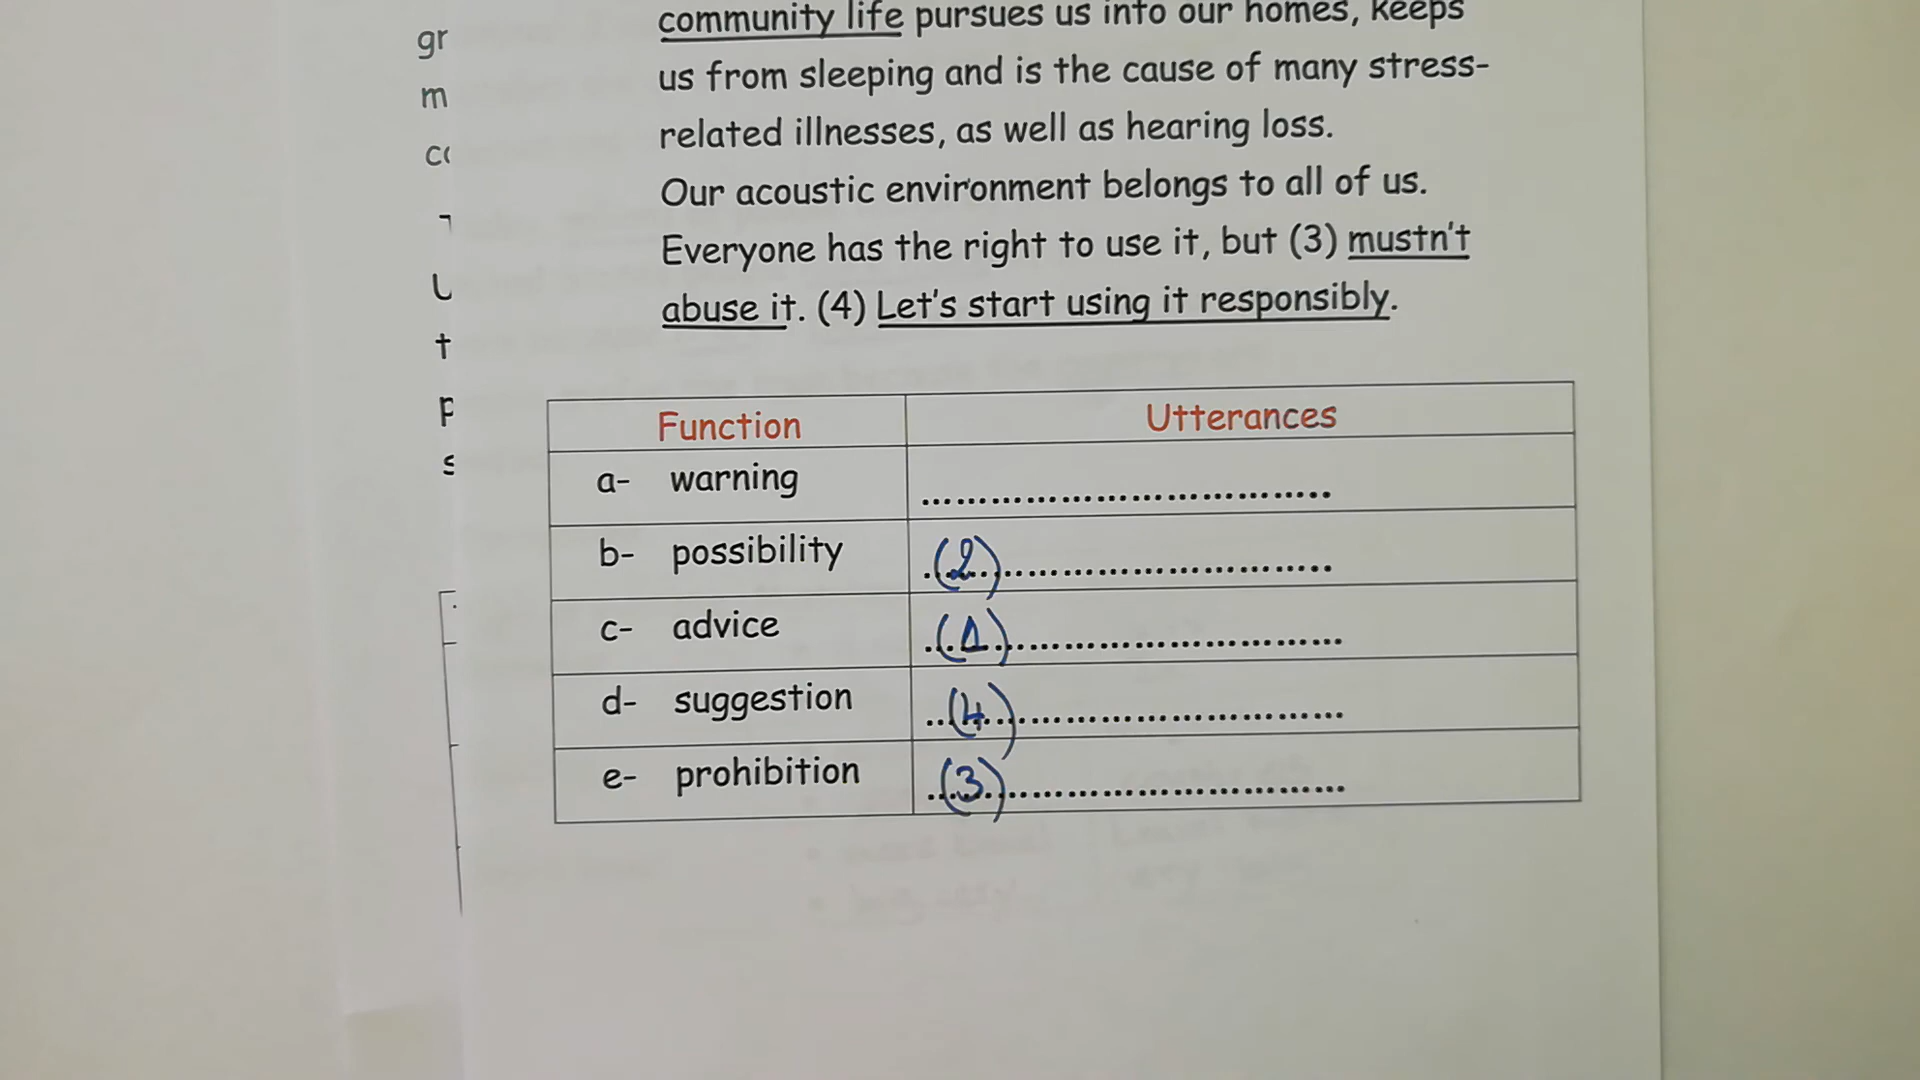 gr
m
community life pursues us into our homes, keeps
us from sleeping and is the cause of many stress-
related illnesses, as well as hearing loss.
Our acoustic environment belongs to all of us.
Everyone has the right to use it, but (3) mustn't
abuse it. (4) Let's start using it responsibly.
t
p
s
Function Utterances
a- warning ....................................
b- possibility (2)....................................
c- advice (1)....................................
d- suggestion (4)....................................
e- prohibition (3)....................................